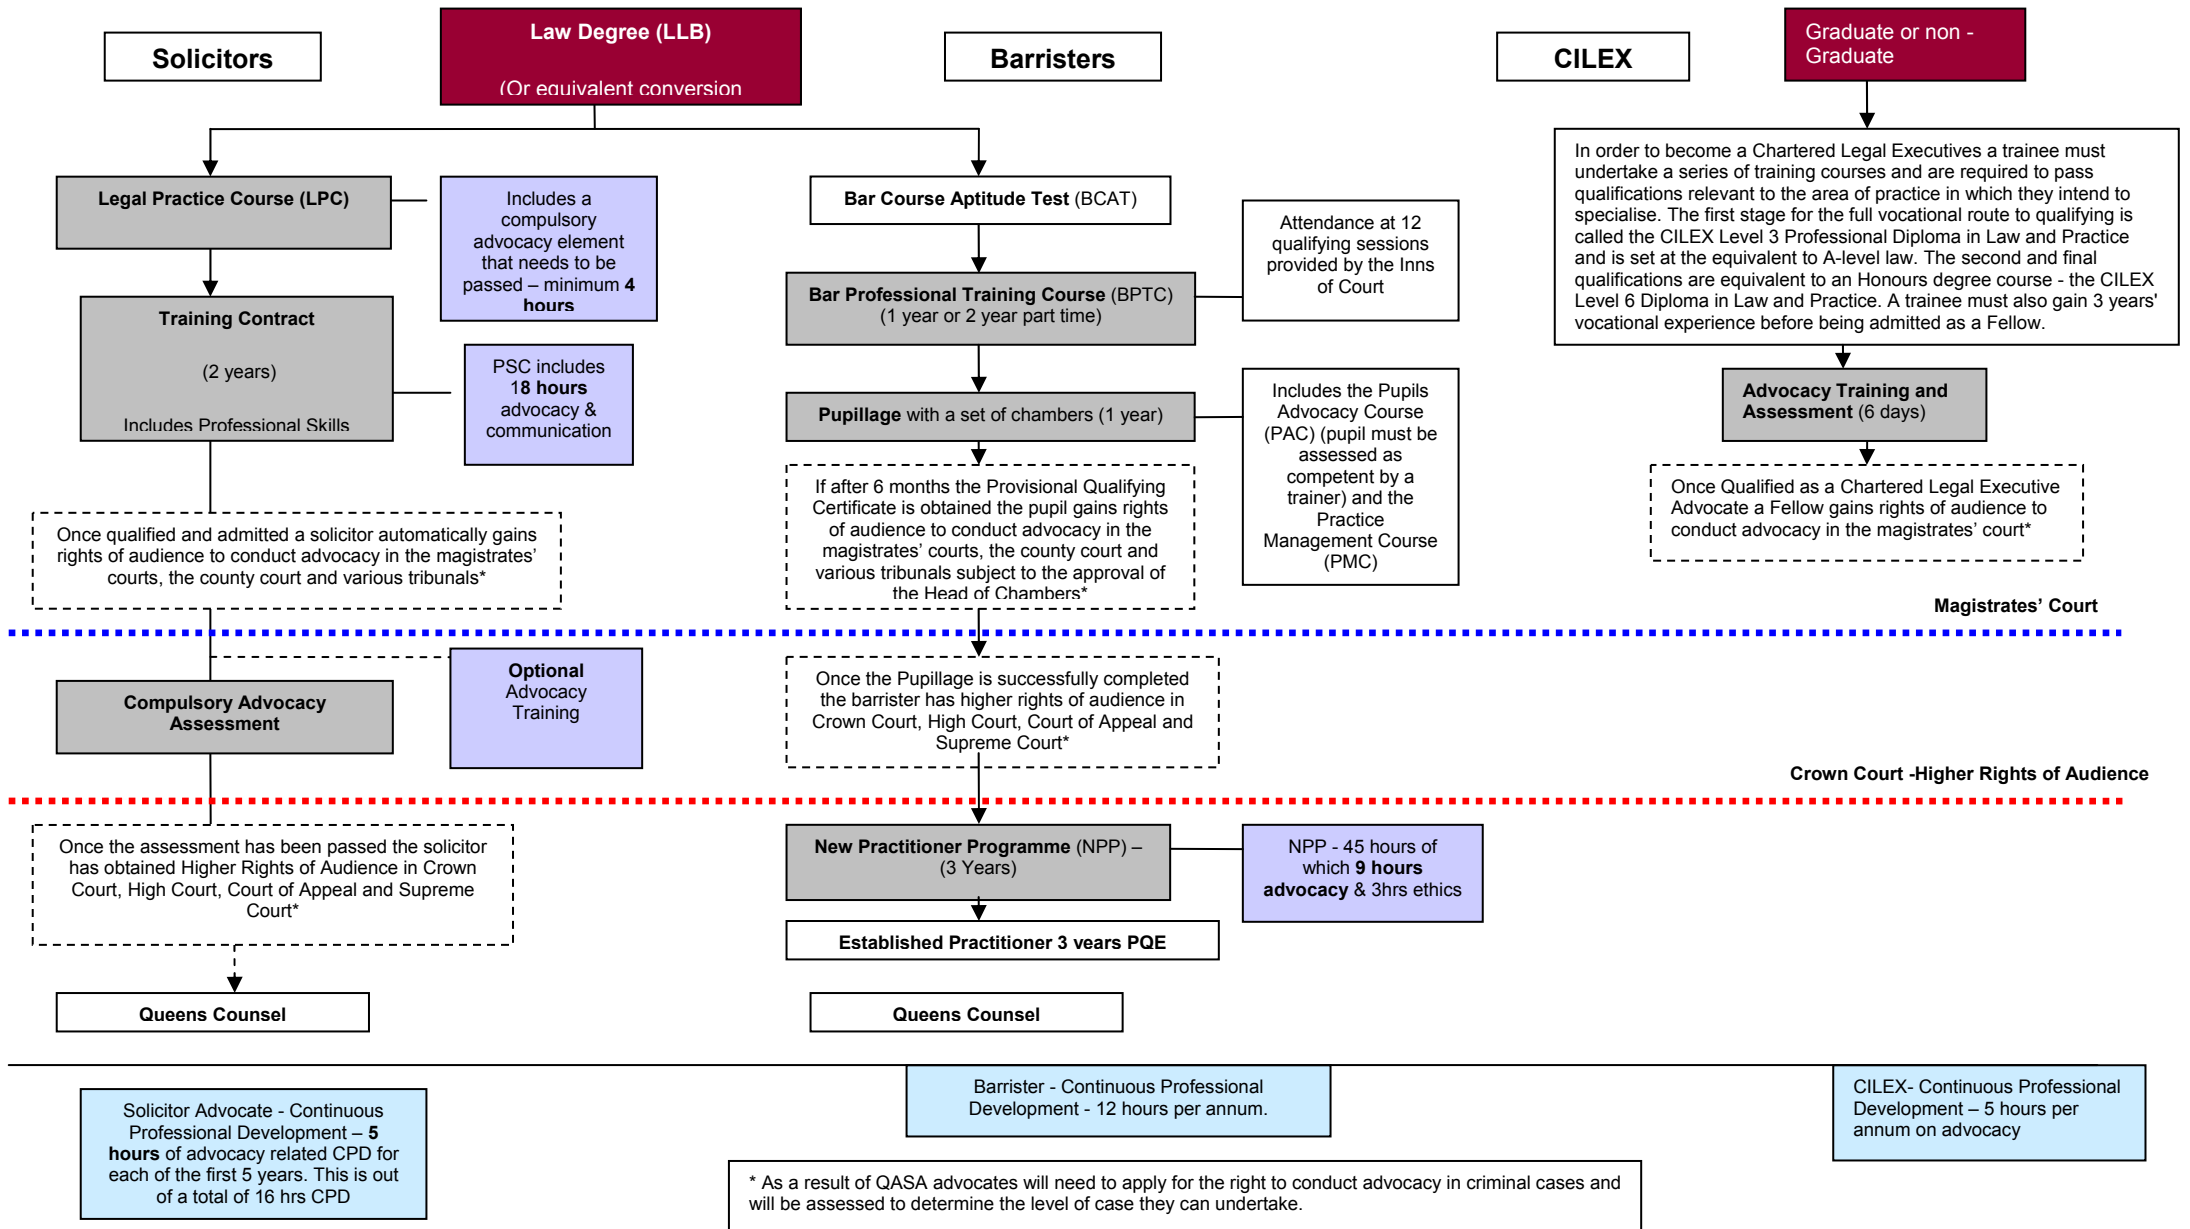 Solicitors
Law Degree (LLB)
(Or equivalent conversion
Barristers
CILEX
Graduate or non -
Graduate
Legal Practice Course (LPC)
Includes a
compulsory
advocacy element
that needs to be
passed – minimum 4
hours
Training Contract
(2 years)
Includes Professional Skills
PSC includes
18 hours
advocacy &
communication
Once qualified and admitted a solicitor automatically gains
rights of audience to conduct advocacy in the magistrates'
courts, the county court and various tribunals*
Bar Course Aptitude Test (BCAT)
Bar Professional Training Course (BPTC)
(1 year or 2 year part time)
Attendance at 12
qualifying sessions
provided by the Inns
of Court
Pupillage with a set of chambers (1 year)
Includes the Pupils
Advocacy Course
(PAC) (pupil must be
assessed as
competent by a
trainer) and the
Practice
Management Course
(PMC)
If after 6 months the Provisional Qualifying
Certificate is obtained the pupil gains rights
of audience to conduct advocacy in the
magistrates' courts, the county court and
various tribunals subject to the approval of
the Head of Chambers*
In order to become a Chartered Legal Executives a trainee must
undertake a series of training courses and are required to pass
qualifications relevant to the area of practice in which they intend to
specialise. The first stage for the full vocational route to qualifying is
called the CILEX Level 3 Professional Diploma in Law and Practice
and is set at the equivalent to A-level law. The second and final
qualifications are equivalent to an Honours degree course - the CILEX
Level 6 Diploma in Law and Practice. A trainee must also gain 3 years'
vocational experience before being admitted as a Fellow.
Advocacy Training and
Assessment (6 days)
Once Qualified as a Chartered Legal Executive
Advocate a Fellow gains rights of audience to
conduct advocacy in the magistrates' court*
Magistrates' Court
Compulsory Advocacy
Assessment
Optional
Advocacy
Training
Once the Pupillage is successfully completed
the barrister has higher rights of audience in
Crown Court, High Court, Court of Appeal and
Supreme Court*
Crown Court -Higher Rights of Audience
Once the assessment has been passed the solicitor
has obtained Higher Rights of Audience in Crown
Court, High Court, Court of Appeal and Supreme
Court*
New Practitioner Programme (NPP) –
(3 Years)
NPP - 45 hours of
which 9 hours
advocacy & 3hrs ethics
Established Practitioner 3 years PQE
Queens Counsel
Queens Counsel
Solicitor Advocate - Continuous
Professional Development – 5
hours of advocacy related CPD for
each of the first 5 years. This is out
of a total of 16 hrs CPD
Barrister - Continuous Professional
Development - 12 hours per annum.
CILEX- Continuous Professional
Development – 5 hours per
annum on advocacy
* As a result of QASA advocates will need to apply for the right to conduct advocacy in criminal cases and
will be assessed to determine the level of case they can undertake.